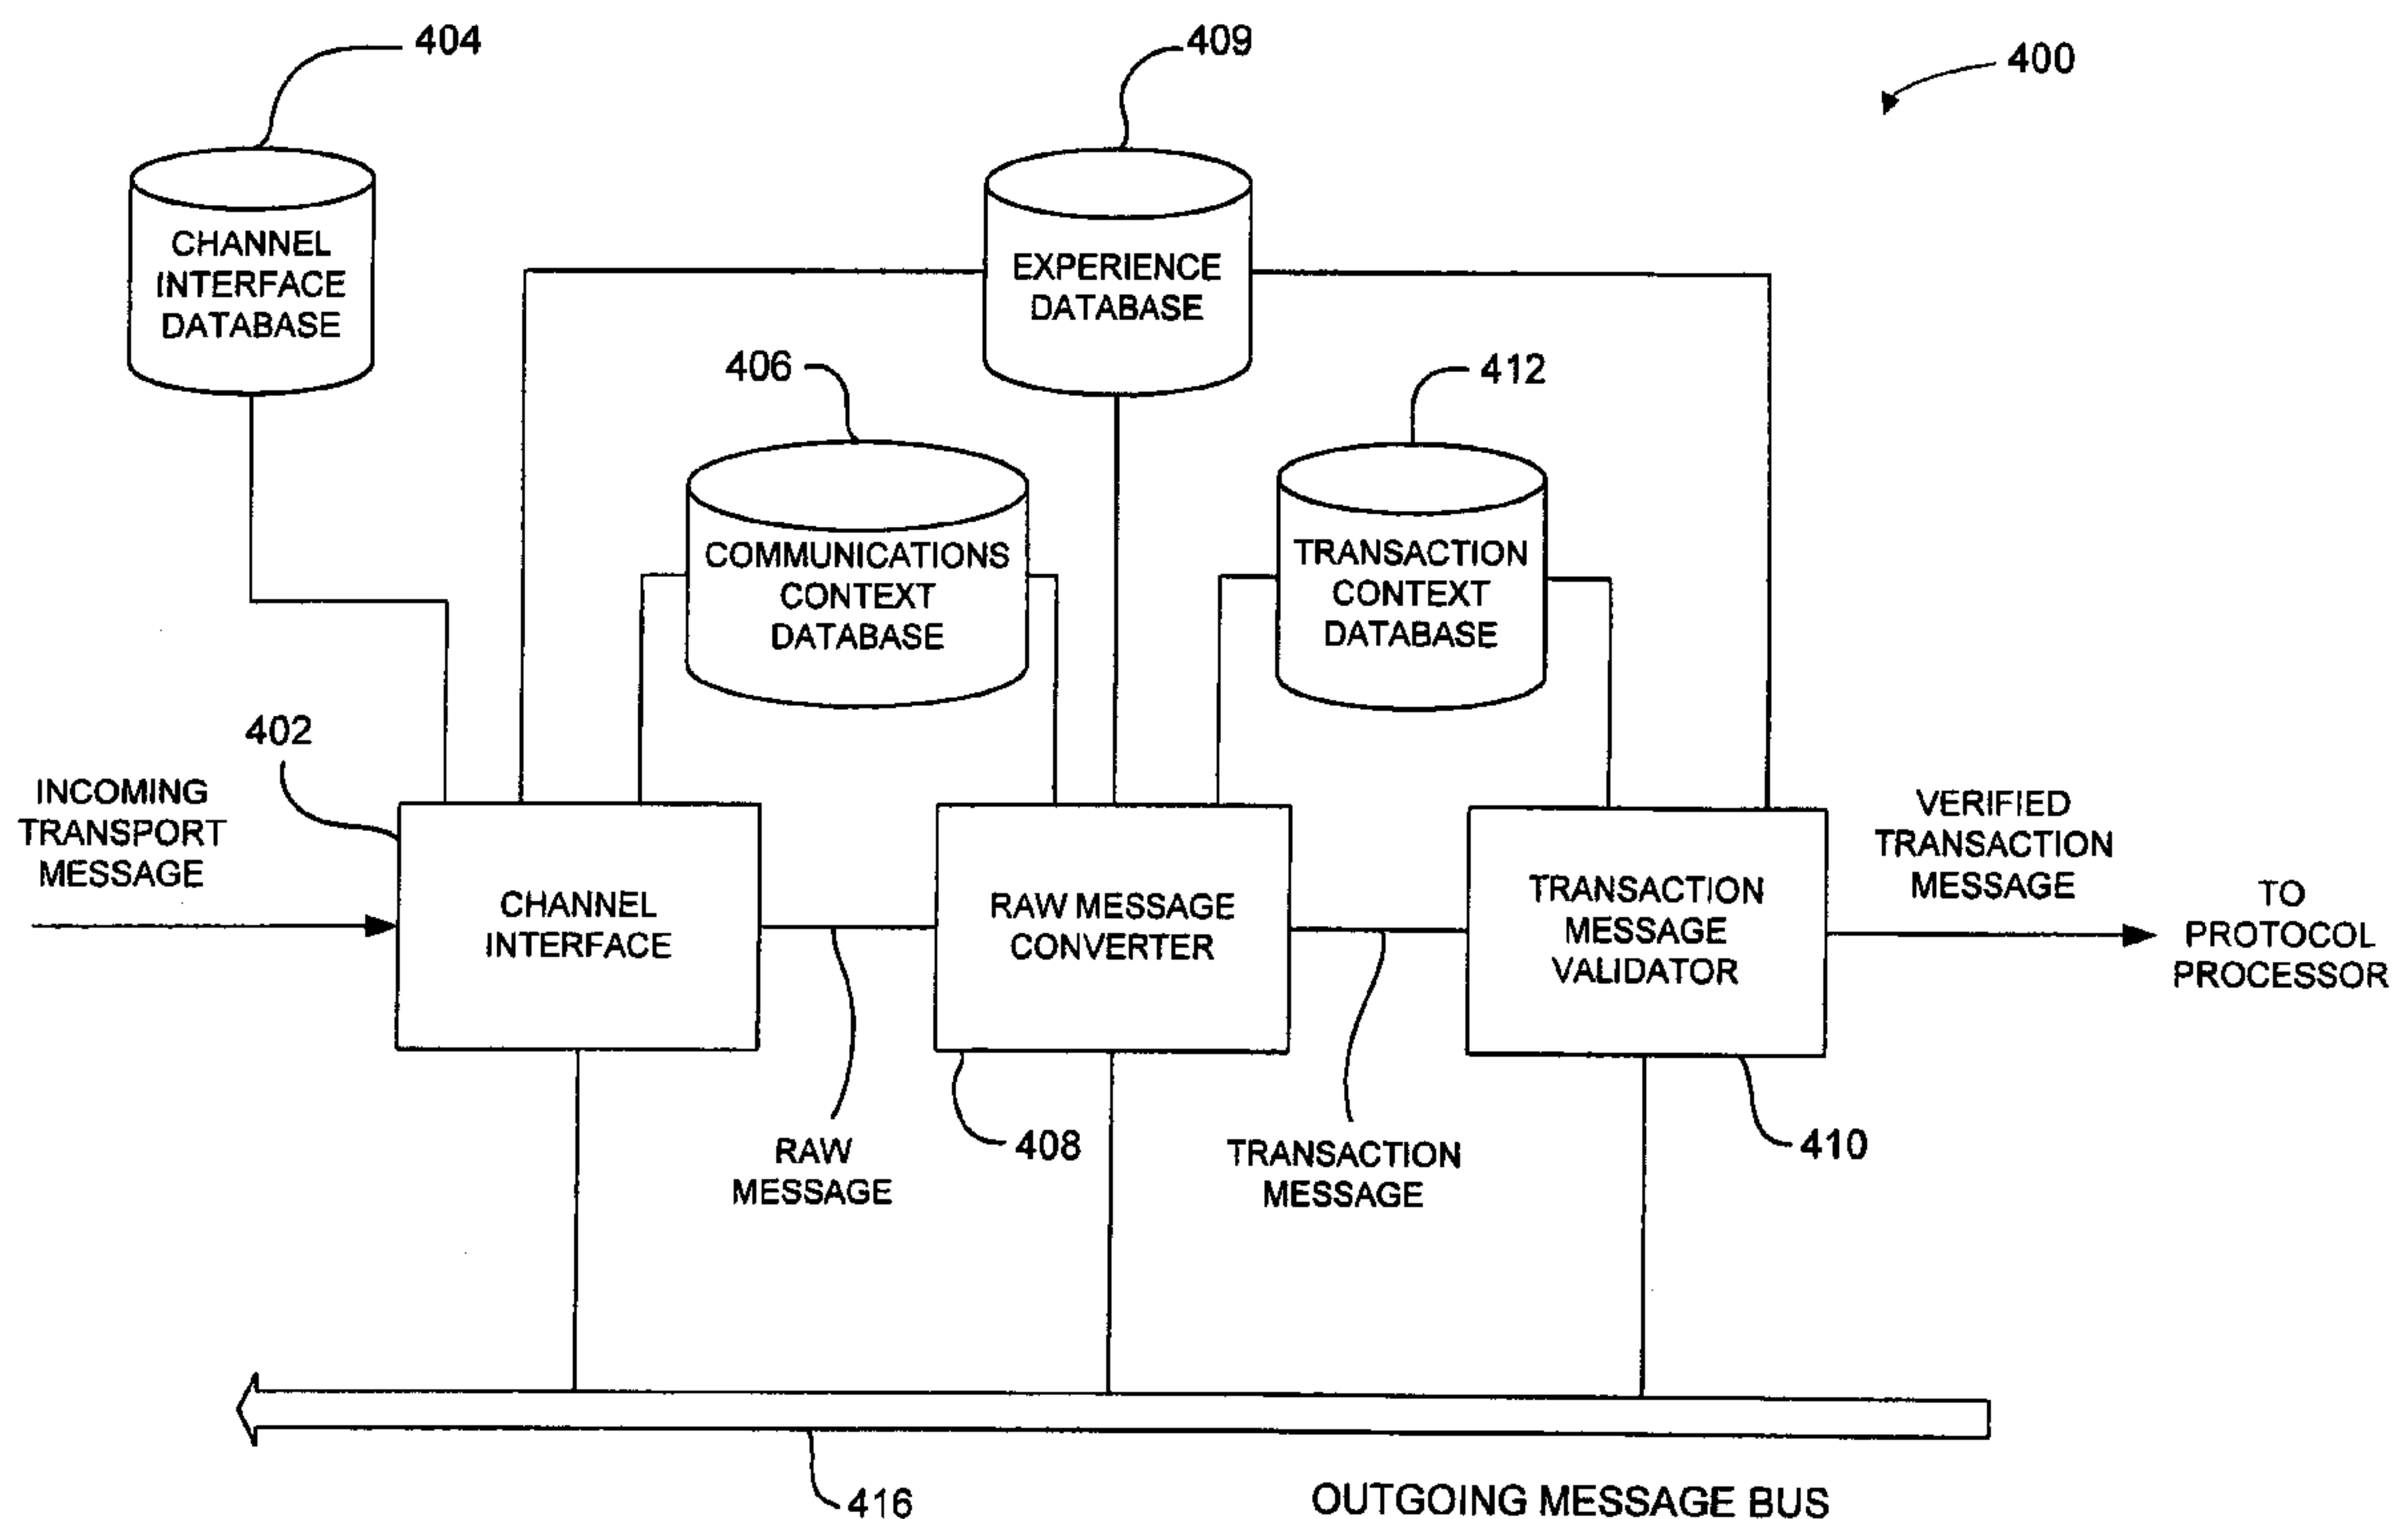 404
409
400
CHANNEL
INTERFACE
DATABASE
EXPERIENCE
DATABASE
406
412
COMMUNICATIONS
CONTEXT
DATABASE
TRANSACTION
CONTEXT
DATABASE
402
INCOMING
TRANSPORT
MESSAGE
CHANNEL
INTERFACE
RAW MESSAGE
CONVERTER
TRANSACTION
MESSAGE
VALIDATOR
VERIFIED
TRANSACTION
MESSAGE
TO
PROTOCOL
PROCESSOR
RAW
MESSAGE
408
TRANSACTION
MESSAGE
410
416
OUTGOING MESSAGE BUS